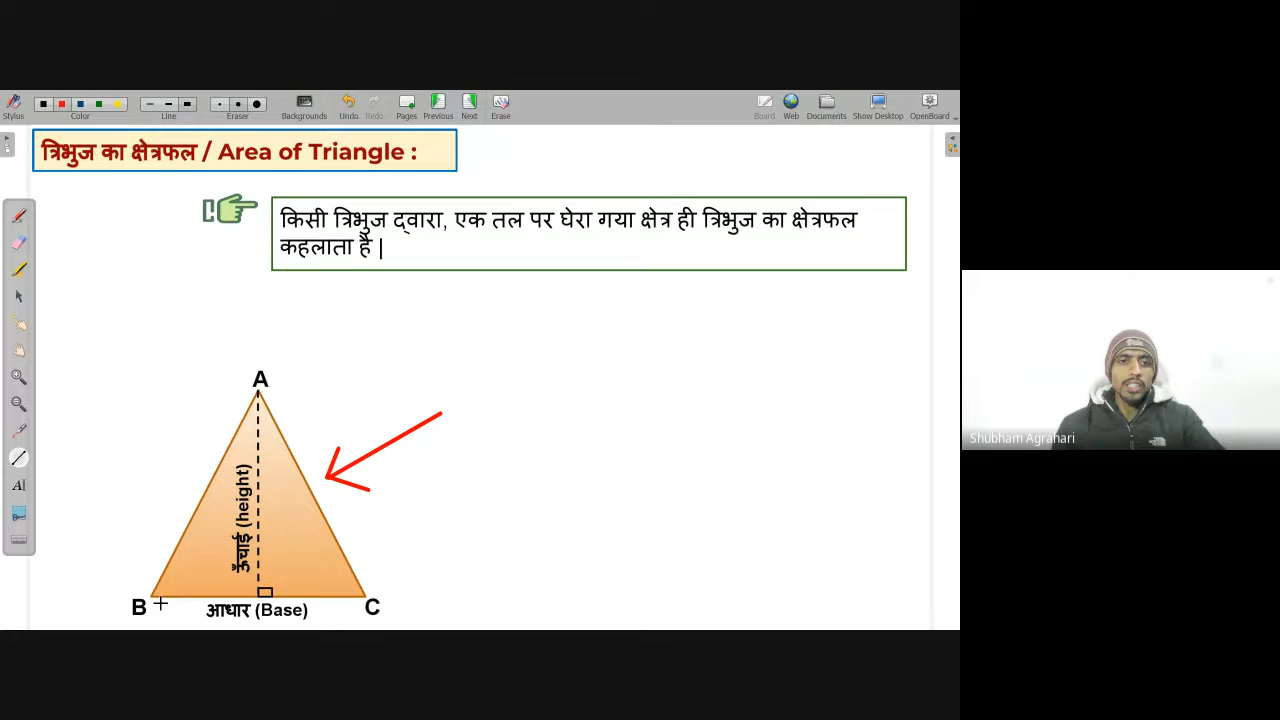 Stylus
Color
Line
Eraser
Backgrounds
Undo
Redo
Pages
Previous
Next
Erase
Board
Web
Documents
Show Desktop
OpenBoard
त्रिभुज का क्षेत्रफल / Area of Triangle :
किसी त्रिभुज द्वारा, एक तल पर घेरा गया क्षेत्र ही त्रिभुज का क्षेत्रफल
कहलाता है |
A
ऊँचाई (height)
B
आधार (Base)
C
Shubham Agrahari